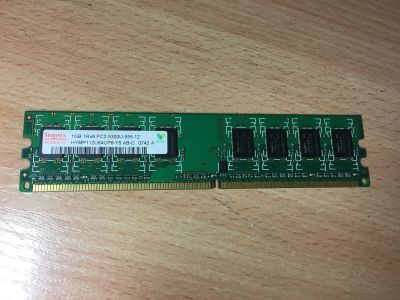 hynix
1GB 1Rx8 PC2-5300U-555-12
HYMP112U64CP8-Y5 AB-C 0742 A